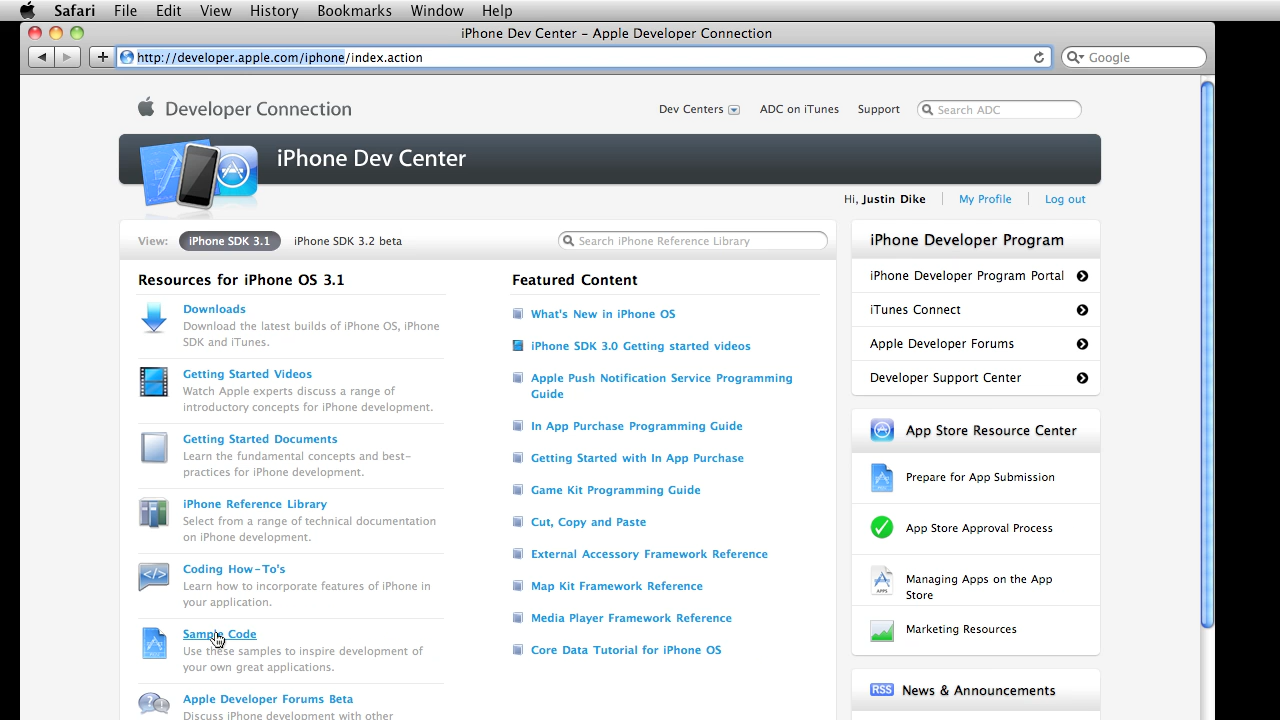 Safari File Edit View History Bookmarks Window Help
iPhone Dev Center – Apple Developer Connection
http://developer.apple.com/iphone/index.action
Google
Developer Connection
Dev Centers ADC on iTunes Support Search ADC
iPhone Dev Center
Hi, Justin Dike My Profile Log out
View: iPhone SDK 3.1 iPhone SDK 3.2 beta Search iPhone Reference Library
Resources for iPhone OS 3.1
Downloads
Download the latest builds of iPhone OS, iPhone
SDK and iTunes.
Getting Started Videos
Watch Apple experts discuss a range of
introductory concepts for iPhone development.
Getting Started Documents
Learn the fundamental concepts and best-
practices for iPhone development.
iPhone Reference Library
Select from a range of technical documentation
on iPhone development.
Coding How-To's
Learn how to incorporate features of iPhone in
your application.
Sample Code
Use these samples to inspire development of
your own great applications.
Apple Developer Forums Beta
Discuss iPhone development with other
Featured Content
What's New in iPhone OS
iPhone SDK 3.0 Getting started videos
Apple Push Notification Service Programming
Guide
In App Purchase Programming Guide
Getting Started with In App Purchase
Game Kit Programming Guide
Cut, Copy and Paste
External Accessory Framework Reference
Map Kit Framework Reference
Media Player Framework Reference
Core Data Tutorial for iPhone OS
iPhone Developer Program
iPhone Developer Program Portal
iTunes Connect
Apple Developer Forums
Developer Support Center
App Store Resource Center
Prepare for App Submission
App Store Approval Process
APPS
Managing Apps on the App
Store
Marketing Resources
RSS News & Announcements